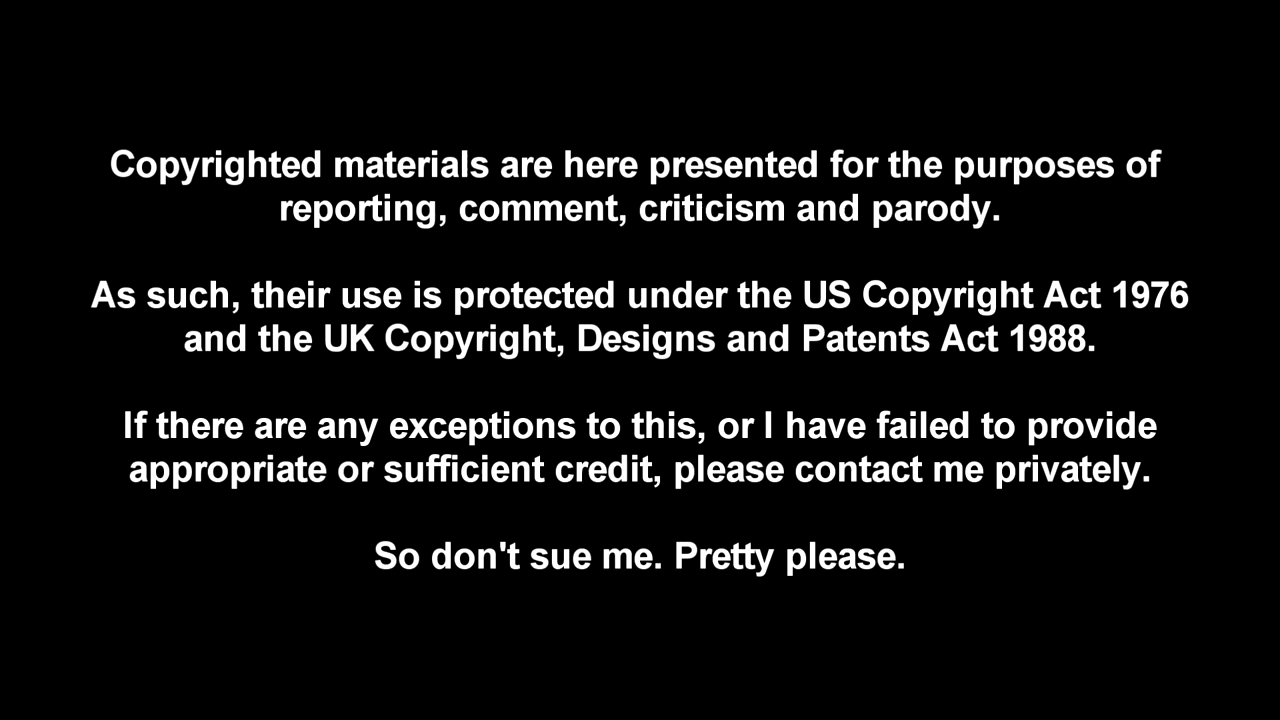 Copyrighted materials are here presented for the purposes of
reporting, comment, criticism and parody.
As such, their use is protected under the US Copyright Act 1976
and the UK Copyright, Designs and Patents Act 1988.
If there are any exceptions to this, or I have failed to provide
appropriate or sufficient credit, please contact me privately.
So don't sue me. Pretty please.